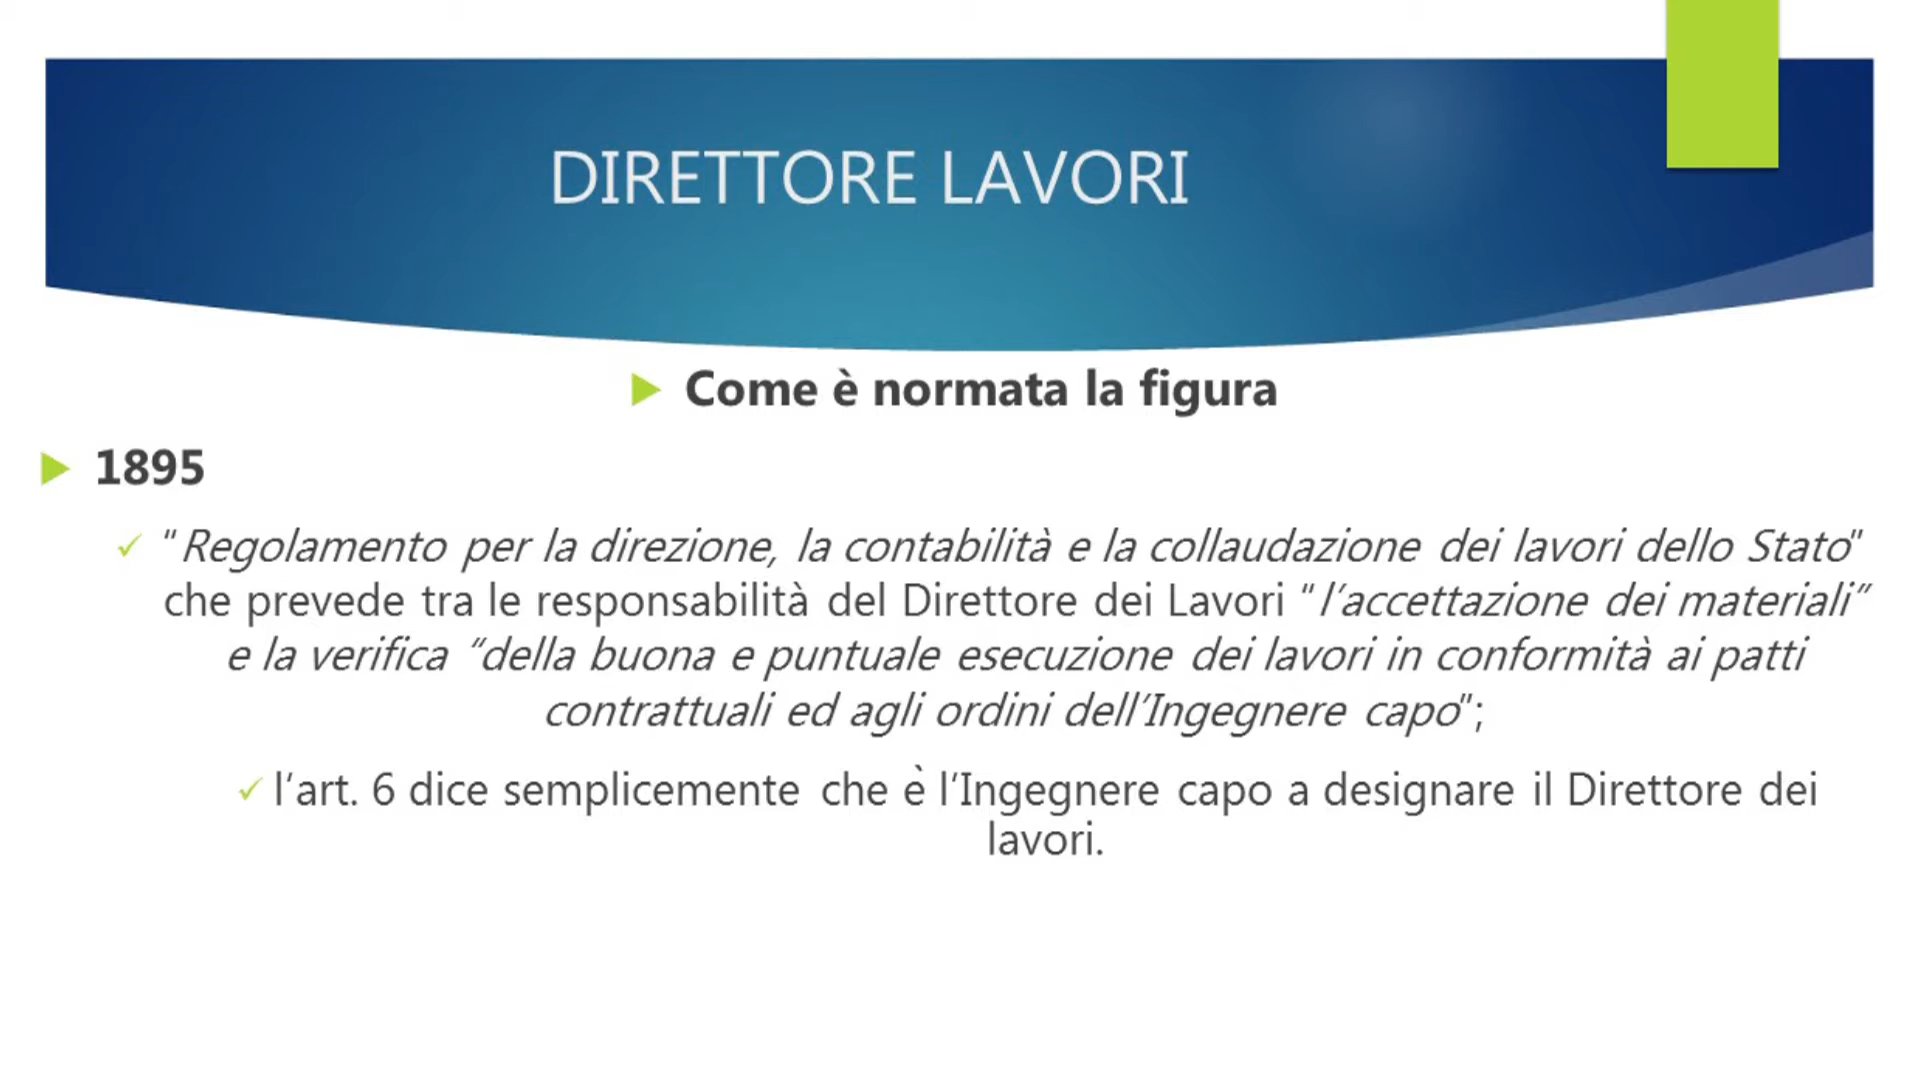 DIRETTORE LAVORI
Come è normata la figura
1895
"Regolamento per la direzione, la contabilità e la collaudazione dei lavori dello Stato"
che prevede tra le responsabilità del Direttore dei Lavori "l'accettazione dei materiali"
e la verifica "della buona e puntuale esecuzione dei lavori in conformità ai patti
contrattuali ed agli ordini dell'Ingegnere capo";
l'art. 6 dice semplicemente che è l'Ingegnere capo a designare il Direttore dei
lavori.